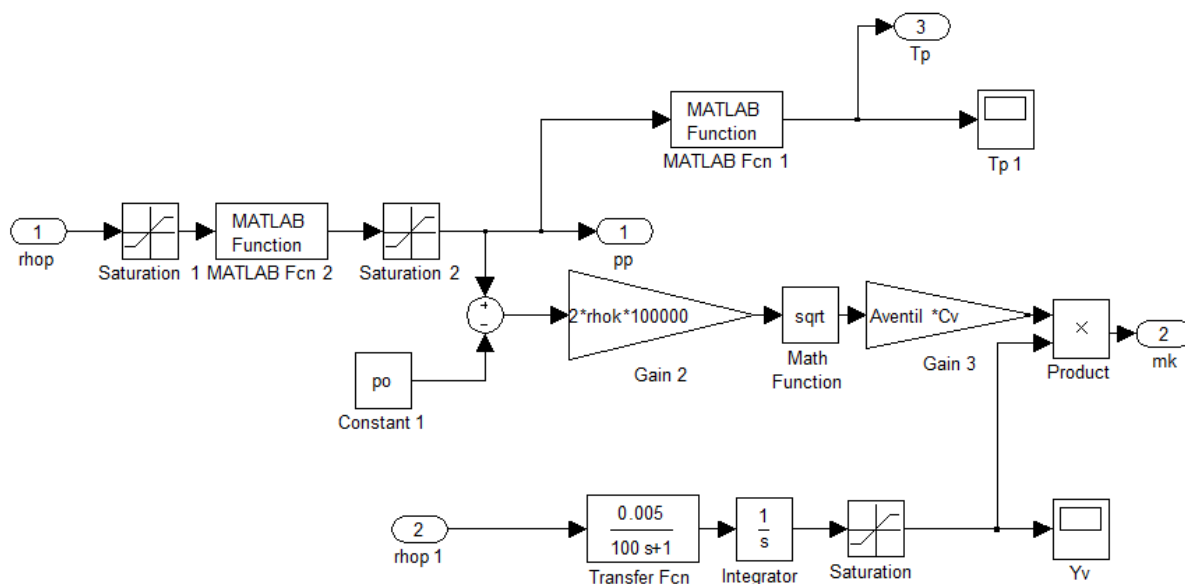 3
Tp
MATLAB
Function
MATLAB Fcn 1
Tp 1
1
rhop
Saturation 1
MATLAB
Function
MATLAB Fcn 2
Saturation 2
1
pp
+
−
po
Constant 1
2*rhok*100000
Gain 2
sqrt
Math
Function
Aventil *Cv
Gain 3
×
Product
2
mk
2
rhop 1
0.005
100 s+1
Transfer Fcn
1
s
Integrator
Saturation
Yv